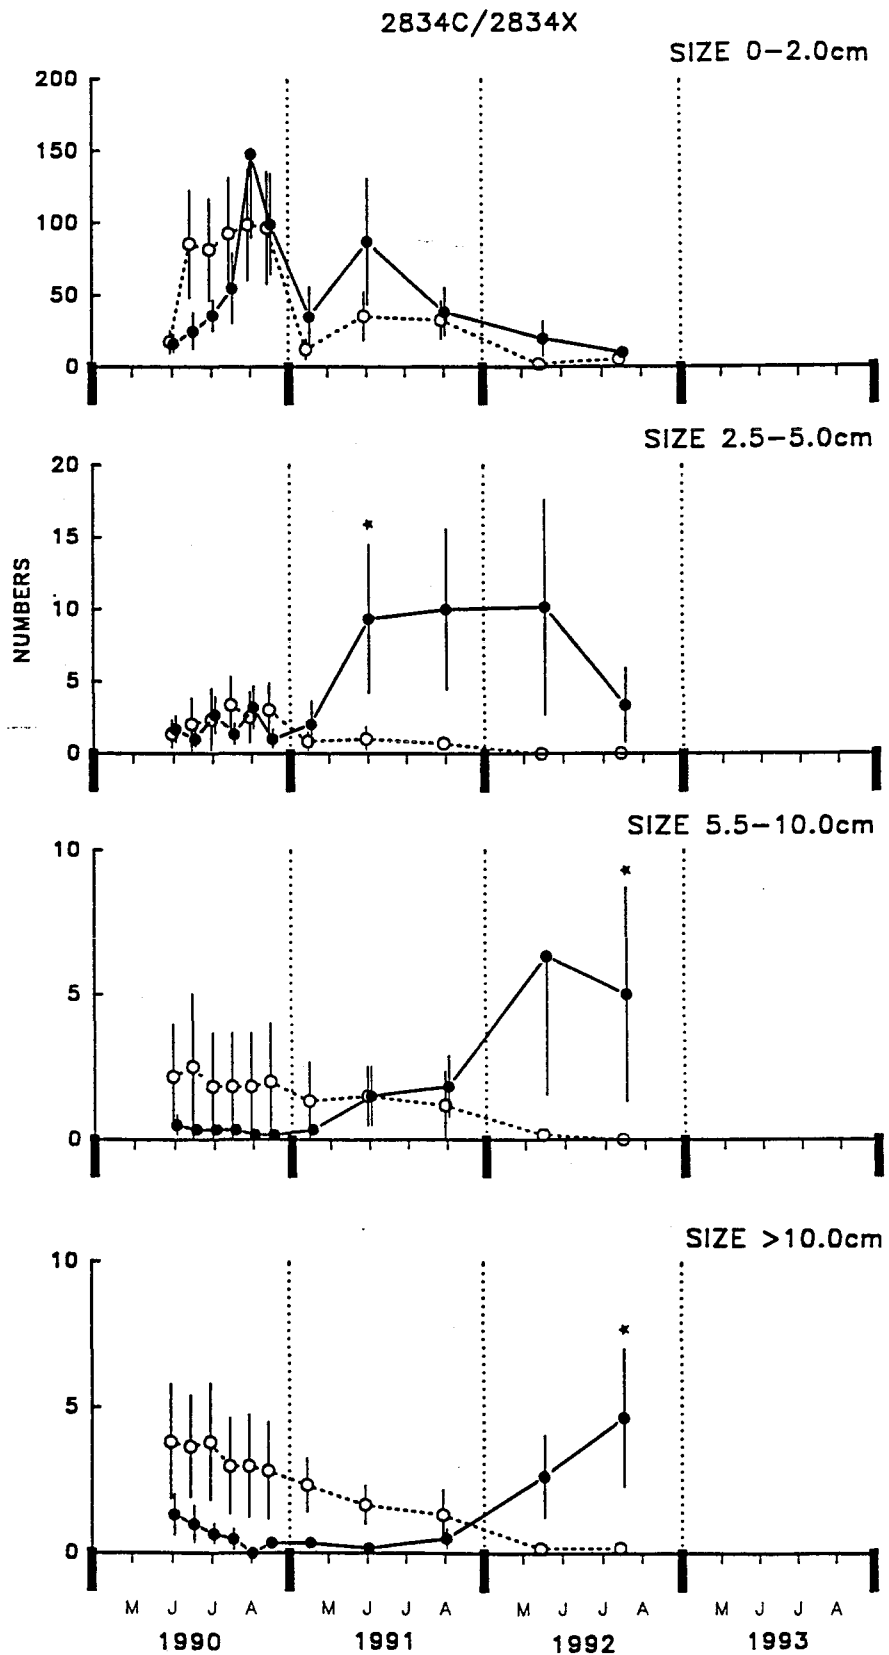 2834C/2834X
SIZE 0-2.0cm
200
150
100
50
0
SIZE 2.5-5.0cm
20
15
10
5
0
NUMBERS
SIZE 5.5-10.0cm
10
5
0
SIZE >10.0cm
10
5
0
M J J A M J J A M J J A M J J A
1990 1991 1992 1993